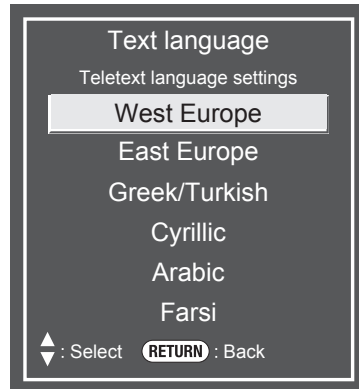 Text language
Teletext language settings
West Europe
East Europe
Greek/Turkish
Cyrillic
Arabic
Farsi
: Select RETURN : Back